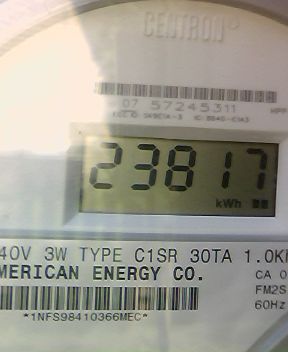 CENTRON
07 57245311
23817
kWh
40V 3W TYPE C1SR 30TA 1.0K
MERICAN ENERGY CO.
CA 0
FM2S
60Hz
*1NFS98410366MEC*